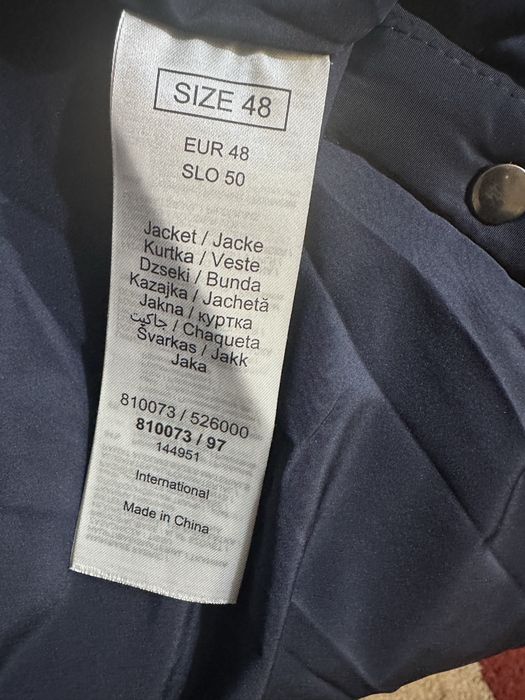 SIZE 48
EUR 48
SLO 50
Jacket / Jacke
Kurtka / Veste
Dzseki / Bunda
Kazajka / Jachetă
Jakna / куртка
جاكيت / Chaqueta
Švarkas / Jakk
Jaka
810073 / 526000
810073 / 97
144951
International
Made in China